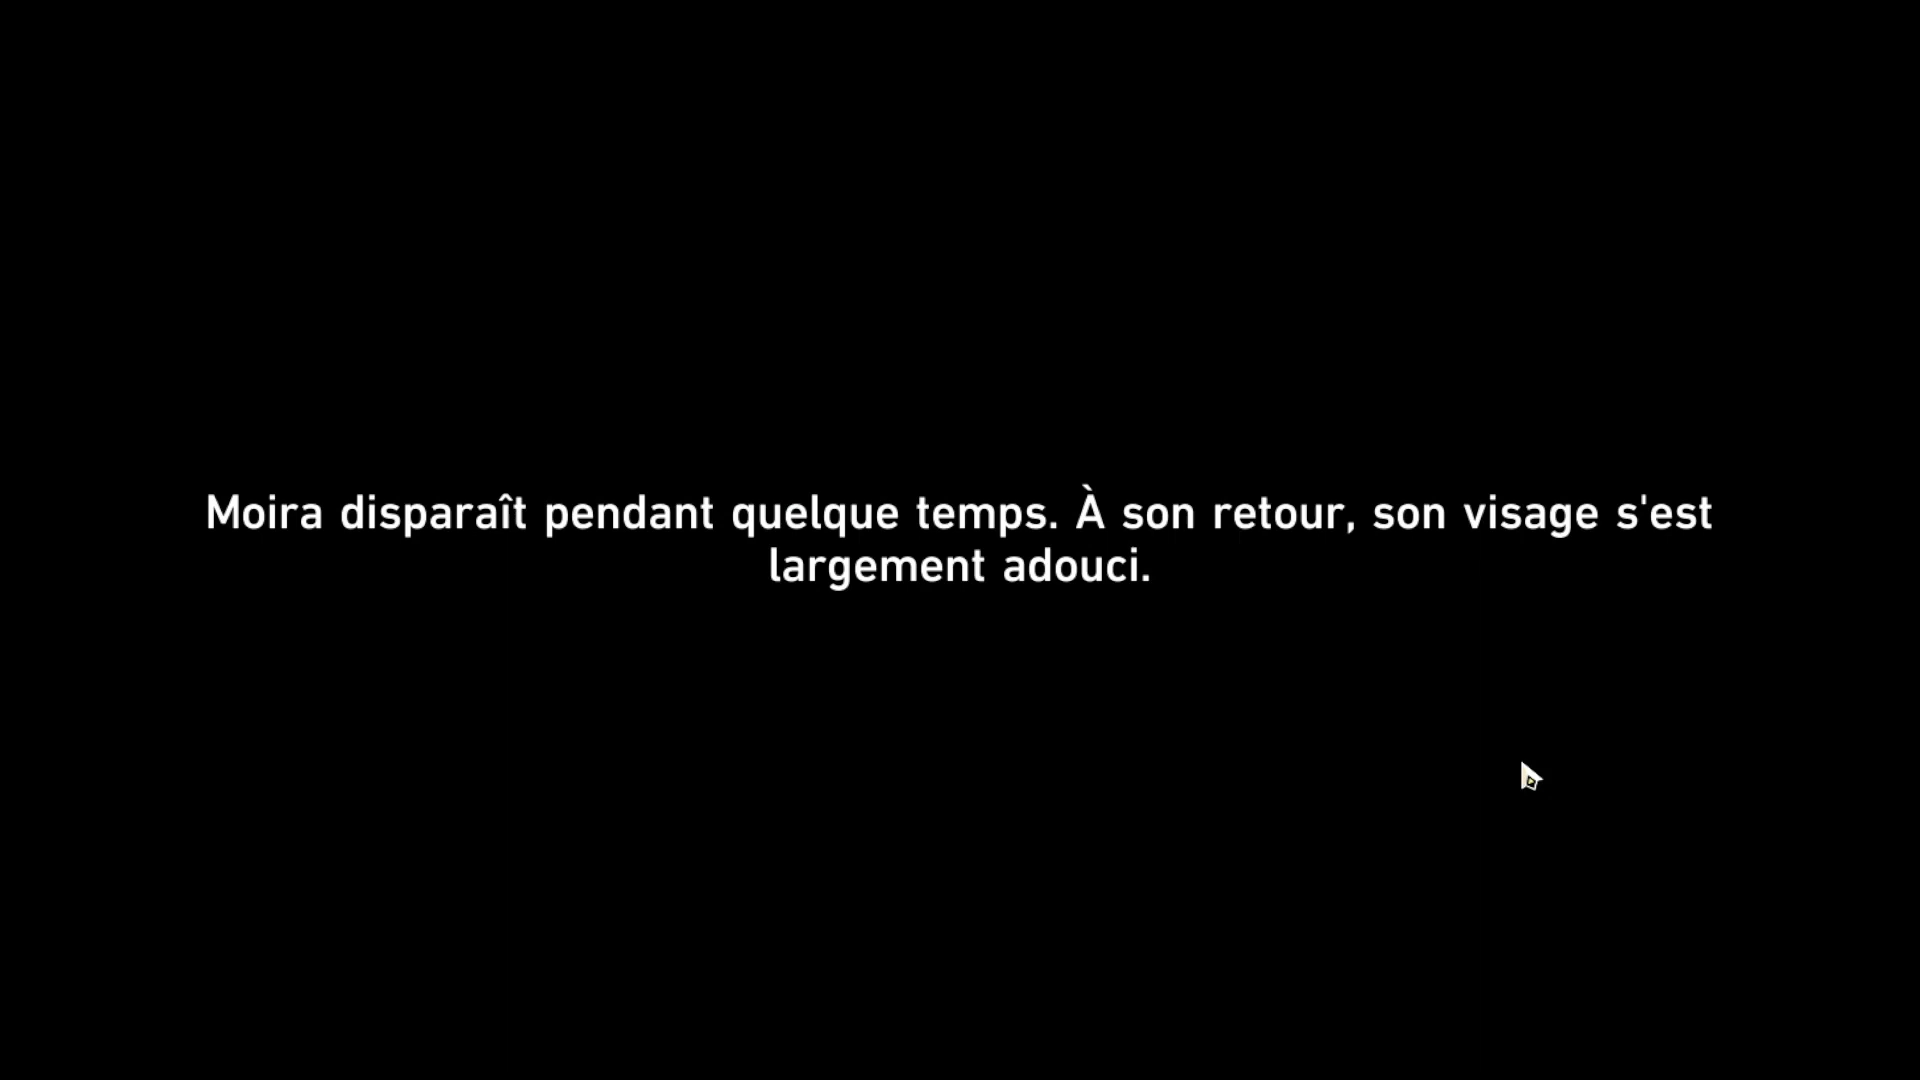 Moira disparaît pendant quelque temps. À son retour, son visage s'est
largement adouci.